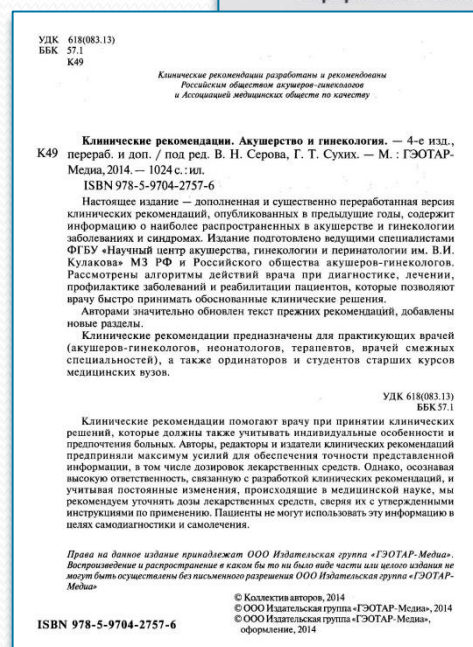 УДК 618(083.13)
ББК 57.1
К49
Клинические рекомендации разработаны и рекомендованы
Российским обществом акушеров-гинекологов
и Ассоциацией медицинских обществ по качеству
Клинические рекомендации. Акушерство и гинекология. — 4-е изд.,
К49 перераб. и доп. / под ред. В. Н. Серова, Г. Т. Сухих. — М. : ГЭОТАР-
Медиа, 2014. — 1024 с. : ил.
ISBN 978-5-9704-2757-6
Настоящее издание — дополненная и существенно переработанная версия
клинических рекомендаций, опубликованных в предыдущие годы, содержит
информацию о наиболее распространенных в акушерстве и гинекологии
заболеваниях и синдромах. Издание подготовлено ведущими специалистами
ФГБУ «Научный центр акушерства, гинекологии и перинатологии им. В.И.
Кулакова» МЗ РФ и Российского общества акушеров-гинекологов.
Рассмотрены алгоритмы действий врача при диагностике, лечении,
профилактике заболеваний и реабилитации пациентов, которые позволяют
врачу быстро принимать обоснованные клинические решения.
Авторами значительно обновлен текст прежних рекомендаций, добавлены
новые разделы.
Клинические рекомендации предназначены для практикующих врачей
(акушеров-гинекологов, неонатологов, терапевтов, врачей смежных
специальностей), а также ординаторов и студентов старших курсов
медицинских вузов.
УДК 618(083.13)
ББК 57.1
Клинические рекомендации помогают врачу при принятии клинических
решений, которые должны также учитывать индивидуальные особенности и
предпочтения больных. Авторы, редакторы и издатели клинических рекомендаций
предприняли максимум усилий для обеспечения точности представленной
информации, в том числе дозировок лекарственных средств. Однако, осознавая
высокую ответственность, связанную с разработкой клинических рекомендаций, и
учитывая постоянные изменения, происходящие в медицинской науке, мы
рекомендуем уточнять дозы лекарственных средств, сверяя их с утвержденными
инструкциями по применению. Пациенты не могут использовать эту информацию в
целях самодиагностики и самолечения.
Права на данное издание принадлежат ООО Издательская группа «ГЭОТАР-Медиа».
Воспроизведение и распространение в каком бы то ни было виде части или целого издания не
могут быть осуществлены без письменного разрешения ООО Издательская группа «ГЭОТАР-
Медиа»
© Коллектив авторов, 2014
© ООО Издательская группа «ГЭОТАР-Медиа», 2014
© ООО Издательская группа «ГЭОТАР-Медиа»,
ISBN 978-5-9704-2757-6 оформление, 2014